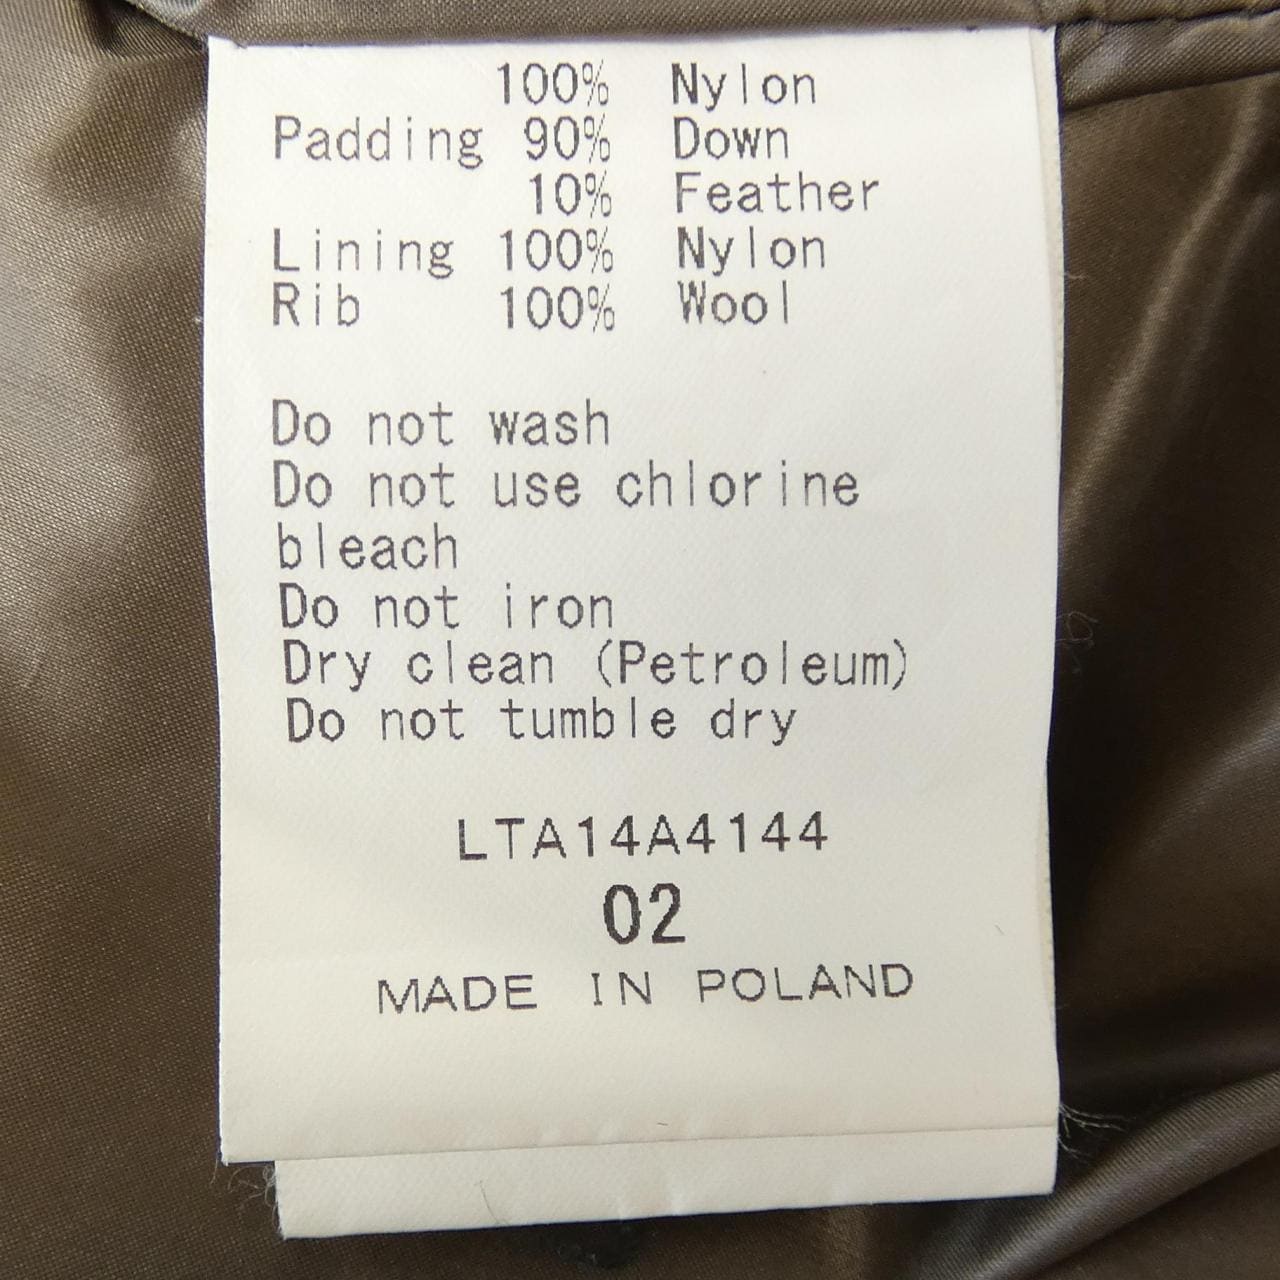 100% Nylon
Padding 90% Down
10% Feather
Lining 100% Nylon
Rib 100% Wool
Do not wash
Do not use chlorine
bleach
Do not iron
Dry clean (Petroleum)
Do not tumble dry
LTA14A4144
02
MADE IN POLAND